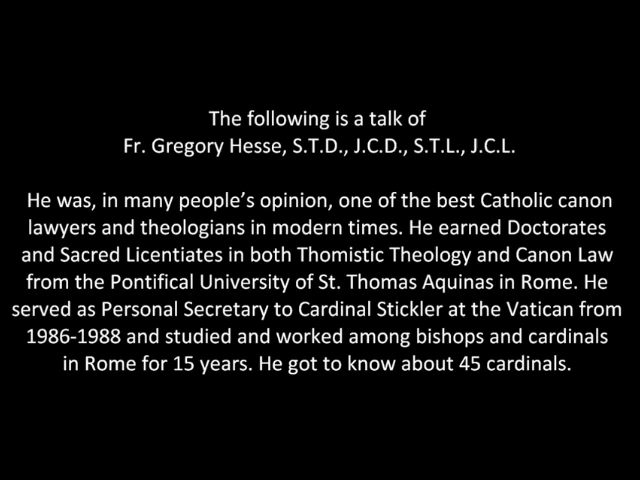 The following is a talk of
Fr. Gregory Hesse, S.T.D., J.C.D., S.T.L., J.C.L.
He was, in many people's opinion, one of the best Catholic canon
lawyers and theologians in modern times. He earned Doctorates
and Sacred Licentiates in both Thomistic Theology and Canon Law
from the Pontifical University of St. Thomas Aquinas in Rome. He
served as Personal Secretary to Cardinal Stickler at the Vatican from
1986-1988 and studied and worked among bishops and cardinals
in Rome for 15 years. He got to know about 45 cardinals.